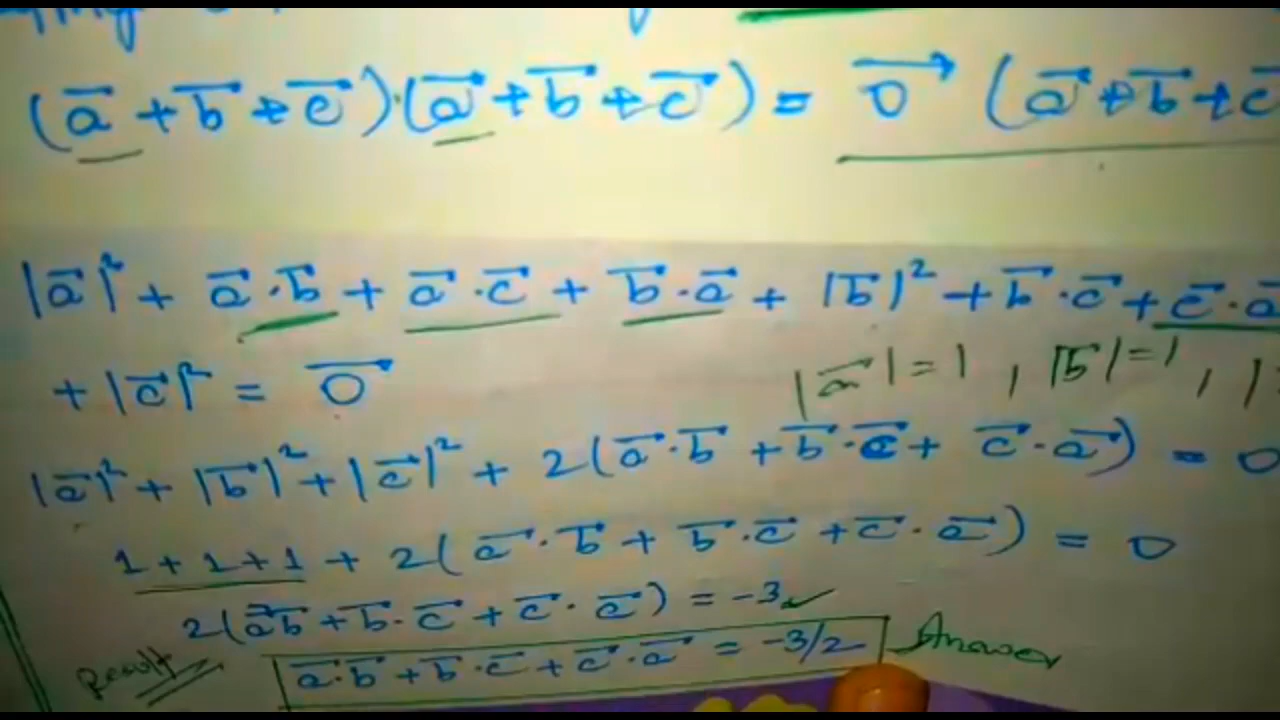 (a⃗ + b⃗ + c⃗)·(a⃗ + b⃗ + c⃗) = 0⃗ (a⃗ + b⃗ + c⃗
|a⃗|² + a⃗·b⃗ + a⃗·c⃗ + b⃗·a⃗ + |b⃗|² + b⃗·c⃗ + c⃗·a⃗
+ |c⃗|² = 0⃗
|a⃗| = 1, |b⃗| = 1, |
|a⃗|² + |b⃗|² + |c⃗|² + 2(a⃗·b⃗ + b⃗·c⃗ + c⃗·a⃗) = 0
1 + 1 + 1 + 2(a⃗·b⃗ + b⃗·c⃗ + c⃗·a⃗) = 0
2(a⃗b⃗ + b⃗·c⃗ + c⃗·a⃗) = -3 ✓
Result a⃗·b⃗ + b⃗·c⃗ + c⃗·a⃗ = -3/2 Answer